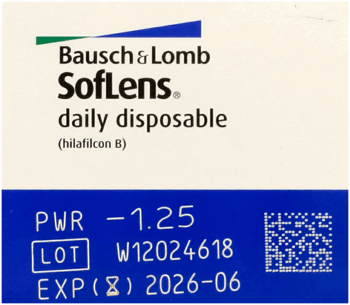 Bausch & Lomb
SofLens®
daily disposable
(hilafilcon B)
PWR -1.25
LOT W12024618
EXP (⌛) 2026-06